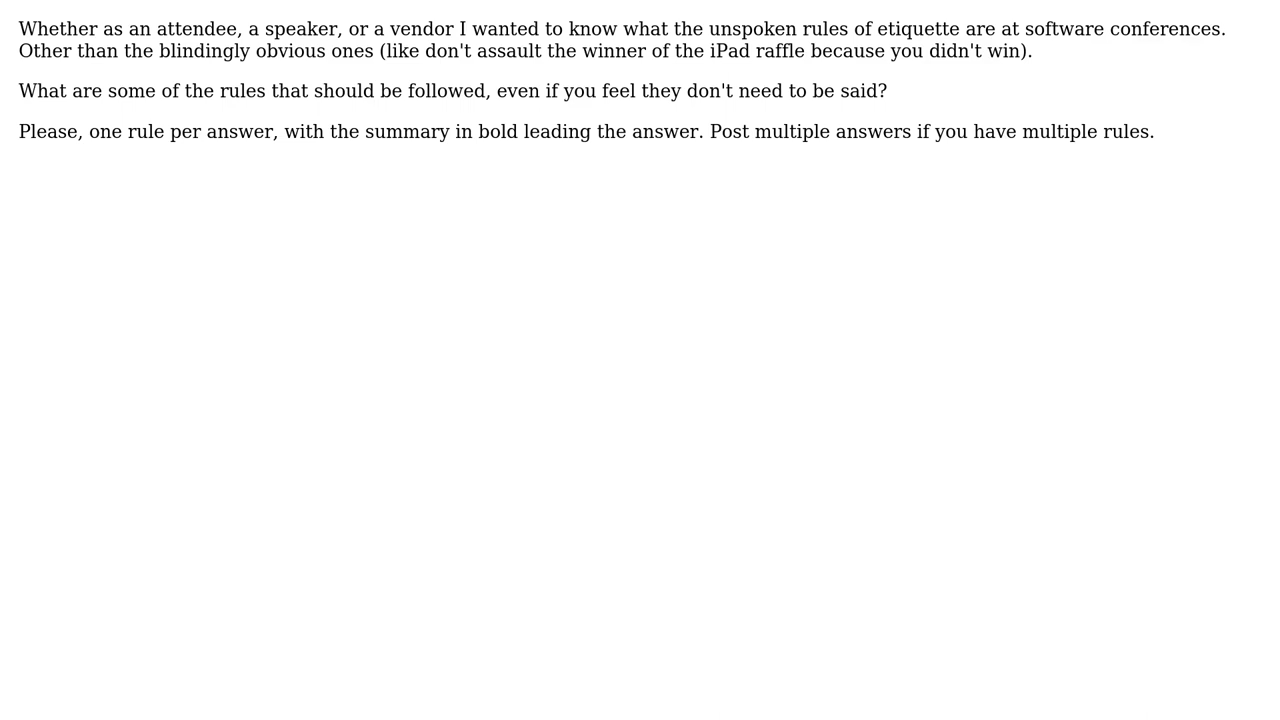 Whether as an attendee, a speaker, or a vendor I wanted to know what the unspoken rules of etiquette are at software conferences.
Other than the blindingly obvious ones (like don't assault the winner of the iPad raffle because you didn't win).
What are some of the rules that should be followed, even if you feel they don't need to be said?
Please, one rule per answer, with the summary in bold leading the answer. Post multiple answers if you have multiple rules.